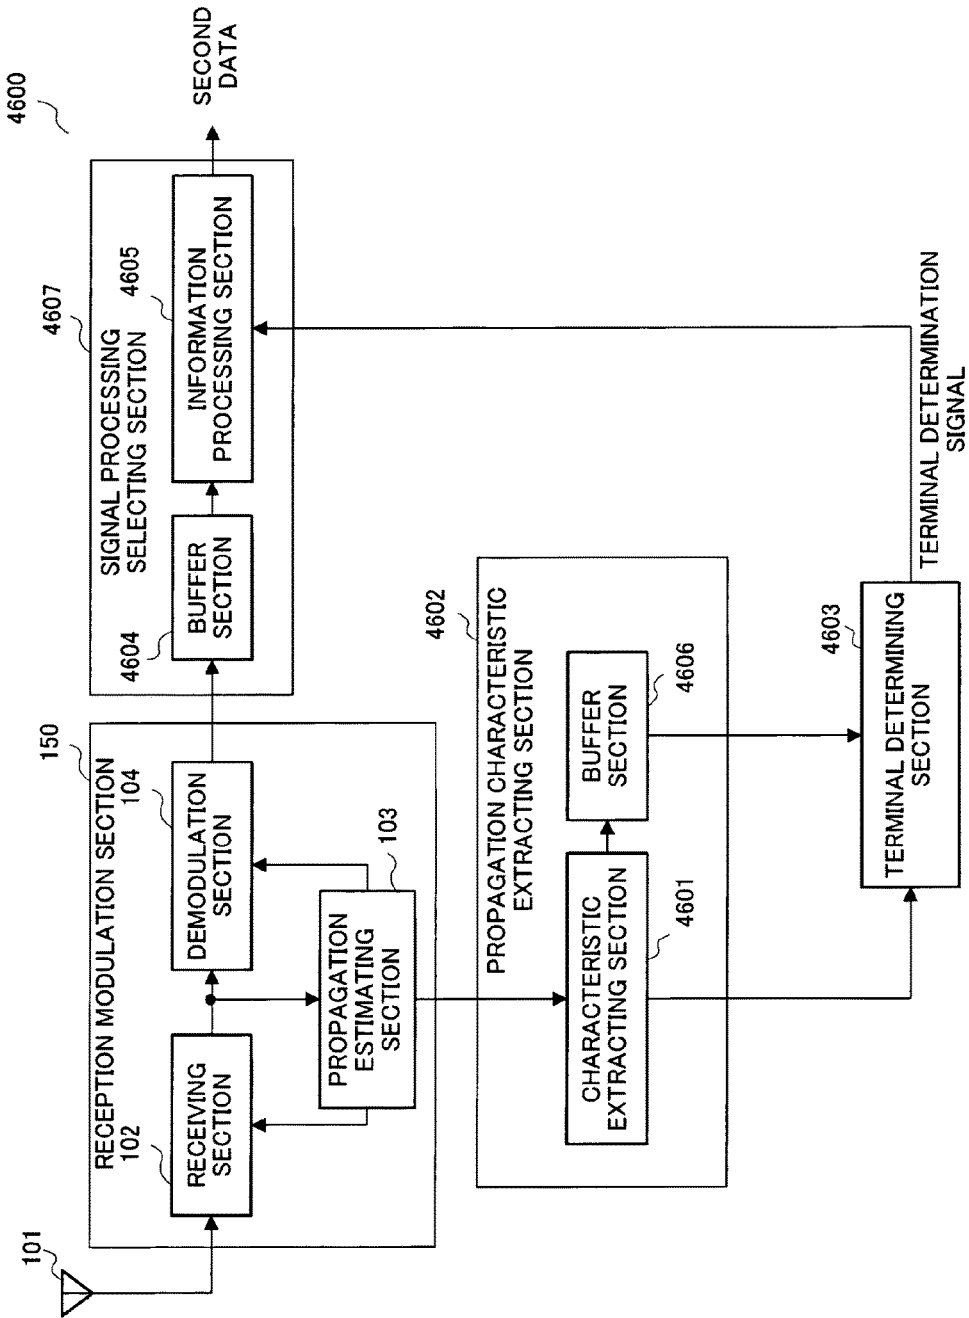 4600
101
RECEPTION MODULATION SECTION
150
102
RECEIVING
SECTION
104
DEMODULATION
SECTION
103
PROPAGATION
ESTIMATING
SECTION
SIGNAL PROCESSING
SELECTING SECTION
4607
4604
BUFFER
SECTION
4605
INFORMATION
PROCESSING SECTION
SECOND
DATA
PROPAGATION CHARACTERISTIC
EXTRACTING SECTION
4602
CHARACTERISTIC
EXTRACTING SECTION
4601
BUFFER
SECTION
4606
4603
TERMINAL DETERMINING
SECTION
TERMINAL DETERMINATION
SIGNAL